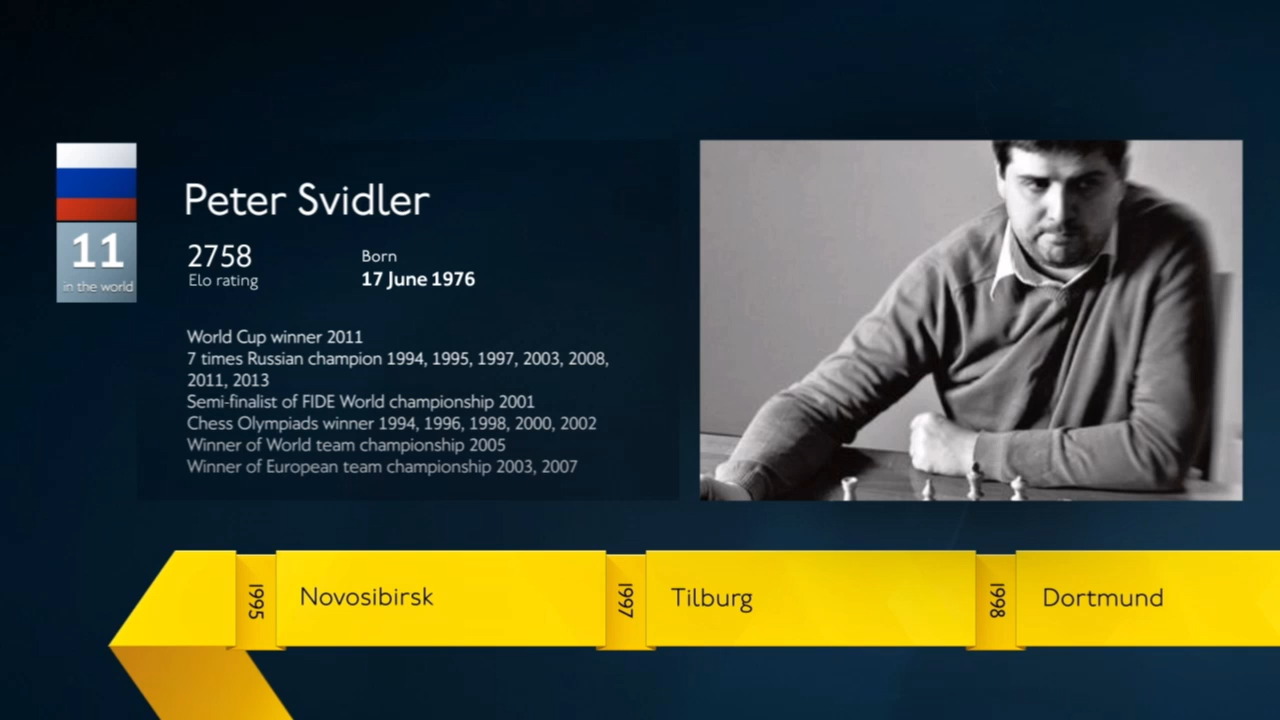 Peter Svidler
11
in the world
2758
Elo rating
Born
17 June 1976
World Cup winner 2011
7 times Russian champion 1994, 1995, 1997, 2003, 2008,
2011, 2013
Semi-finalist of FIDE World championship 2001
Chess Olympiads winner 1994, 1996, 1998, 2000, 2002
Winner of World team championship 2005
Winner of European team championship 2003, 2007
1995
Novosibirsk
1997
Tilburg
1998
Dortmund